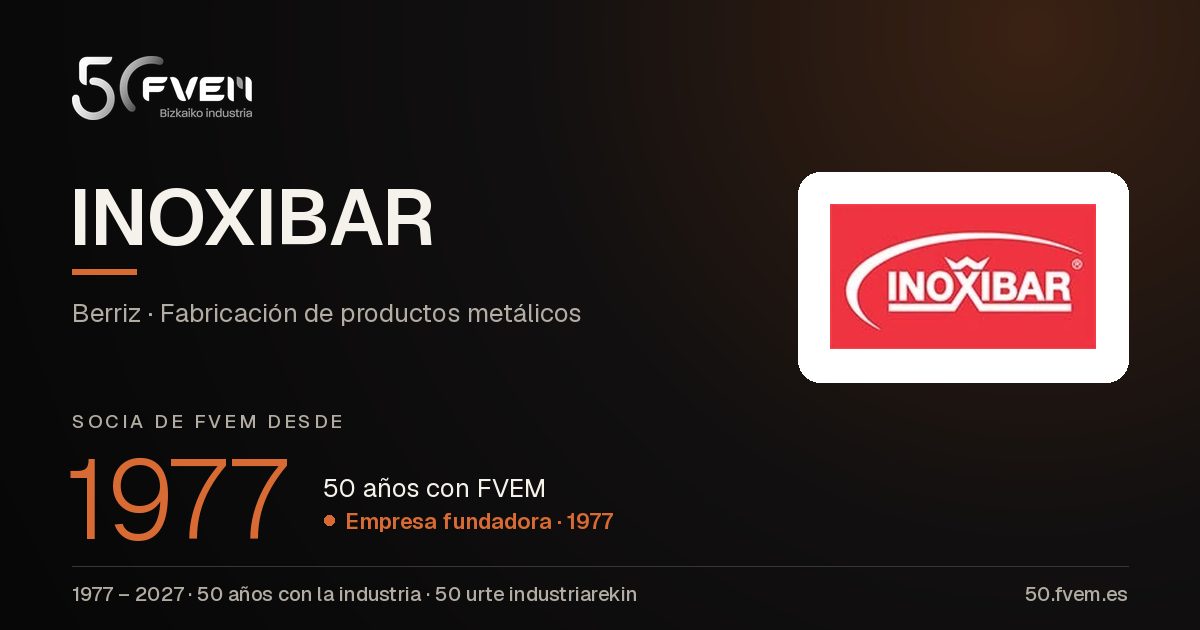 50 FVEM
Bizkaiko industria
INOXIBAR
Berriz · Fabricación de productos metálicos
INOXIBAR®
SOCIA DE FVEM DESDE
1977
50 años con FVEM
Empresa fundadora · 1977
1977 – 2027 · 50 años con la industria · 50 urte industriarekin
50.fvem.es